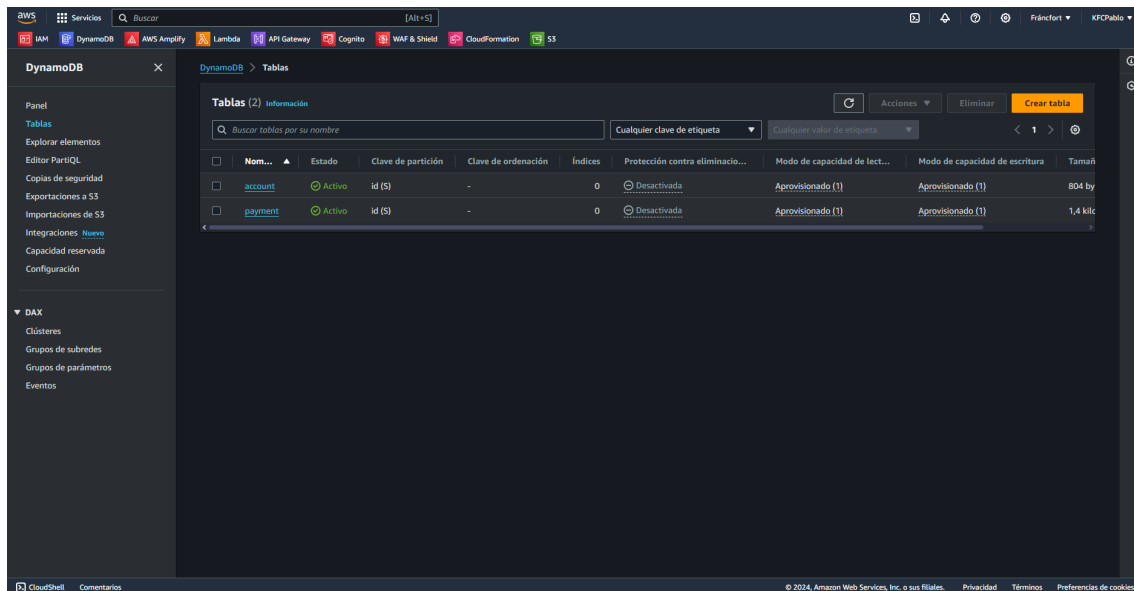 aws Servicios Buscar [Alt+S] Fráncfort ▼ KFCPablo ▼
IAM DynamoDB AWS Amplify Lambda API Gateway Cognito WAF & Shield CloudFormation S3
DynamoDB
Panel
Tablas
Explorar elementos
Editor PartiQL
Copias de seguridad
Exportaciones a S3
Importaciones de S3
Integraciones Nuevo
Capacidad reservada
Configuración
▼ DAX
Clústeres
Grupos de subredes
Grupos de parámetros
Eventos
DynamoDB > Tablas
Tablas (2) Información
Acciones ▼ Eliminar Crear tabla
Buscar tablas por su nombre Cualquier clave de etiqueta ▼ Cualquier valor de etiqueta ▼ < 1 >
Nom... ▲ Estado Clave de partición Clave de ordenación Índices Protección contra eliminacio... Modo de capacidad de lect... Modo de capacidad de escritura Tamañ
account Activo id (S) - 0 Desactivada Aprovisionado (1) Aprovisionado (1) 804 by
payment Activo id (S) - 0 Desactivada Aprovisionado (1) Aprovisionado (1) 1,4 kilo
CloudShell Comentarios © 2024, Amazon Web Services, Inc. o sus filiales. Privacidad Términos Preferencias de cookies